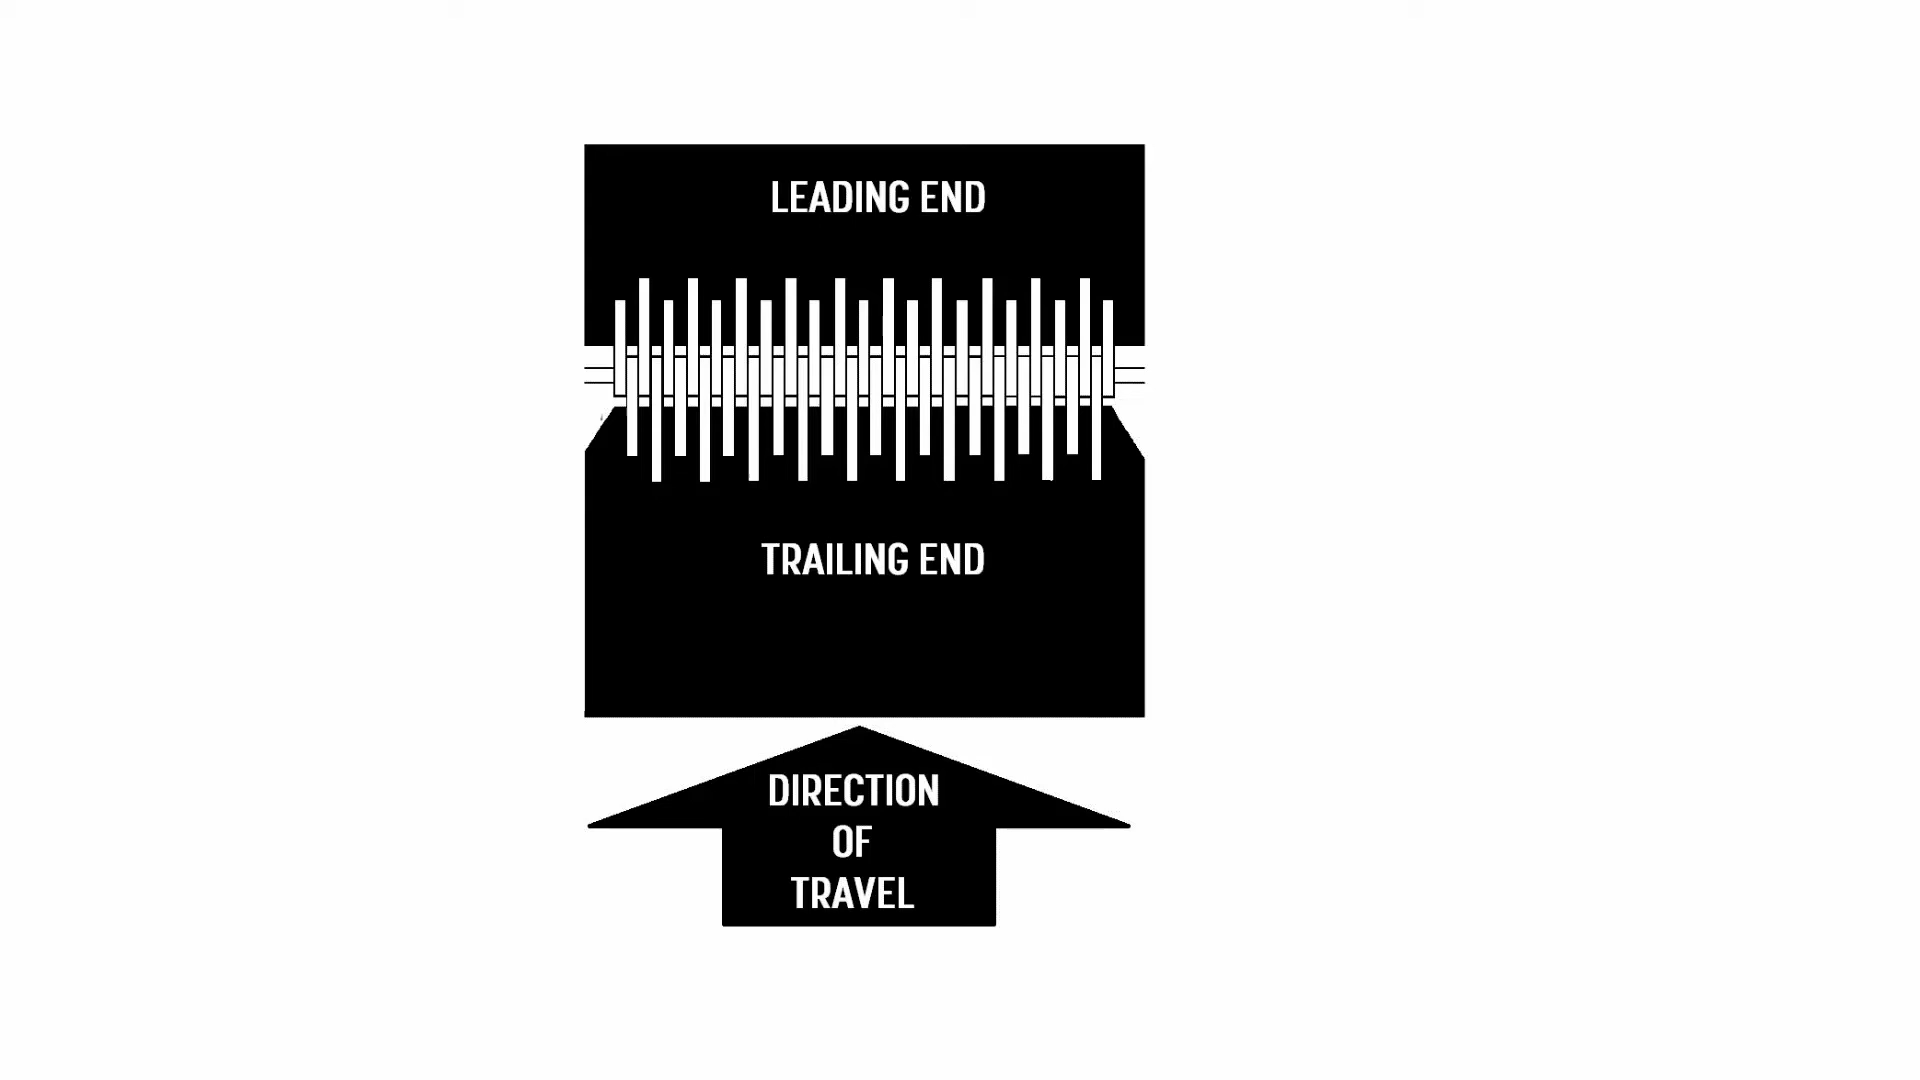 LEADING END
TRAILING END
DIRECTION
OF
TRAVEL